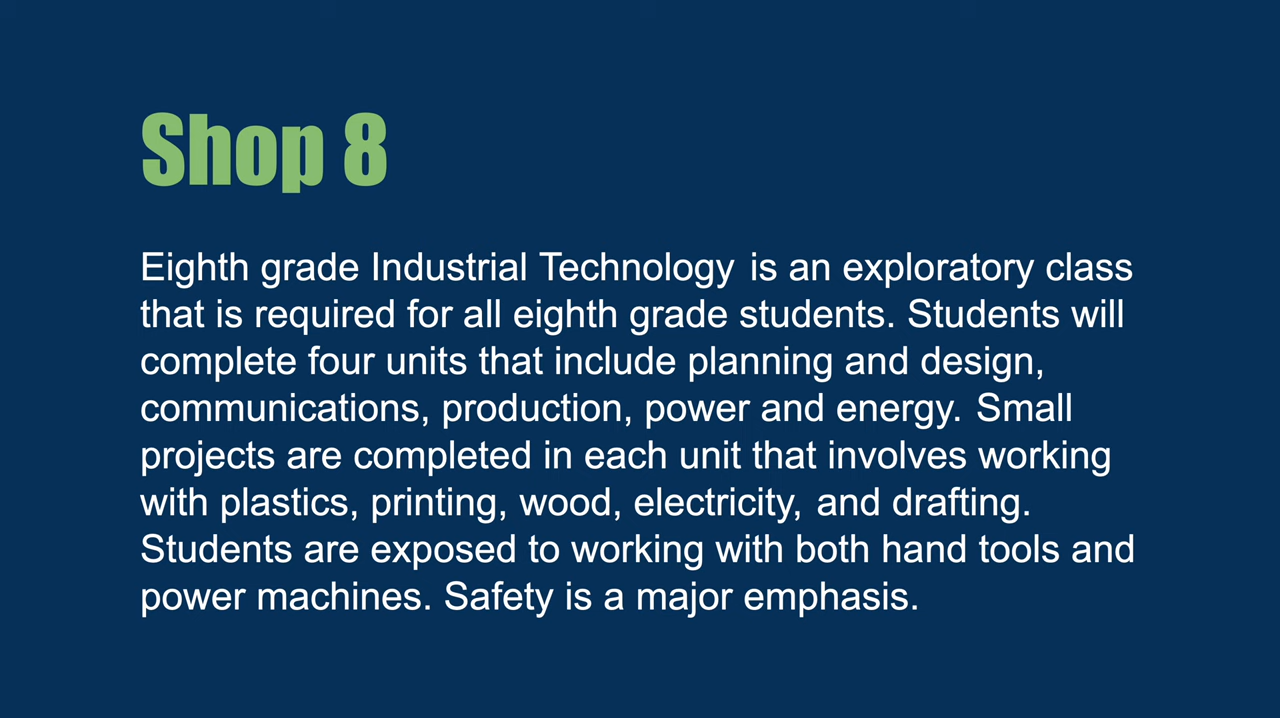 Shop 8
Eighth grade Industrial Technology is an exploratory class
that is required for all eighth grade students. Students will
complete four units that include planning and design,
communications, production, power and energy. Small
projects are completed in each unit that involves working
with plastics, printing, wood, electricity, and drafting.
Students are exposed to working with both hand tools and
power machines. Safety is a major emphasis.